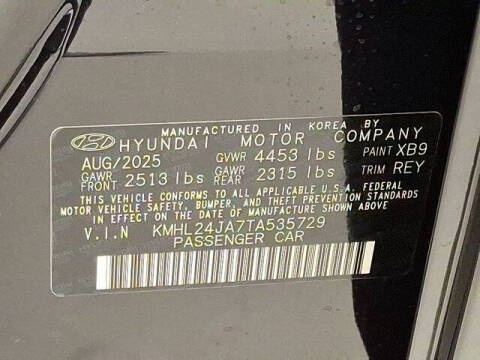 MANUFACTURED IN KOREA BY
HYUNDAI MOTOR COMPANY
AUG/2025 GVWR 4453 lbs PAINT XB9
GAWR FRONT 2513 lbs GAWR REAR 2315 lbs TRIM REY
THIS VEHICLE CONFORMS TO ALL APPLICABLE U.S.A. FEDERAL
MOTOR VEHICLE SAFETY, BUMPER, AND THEFT PREVENTION STANDARDS
IN EFFECT ON THE DATE OF MANUFACTURE SHOWN ABOVE
V.I.N KMHL24JA7TA535729
PASSENGER CAR